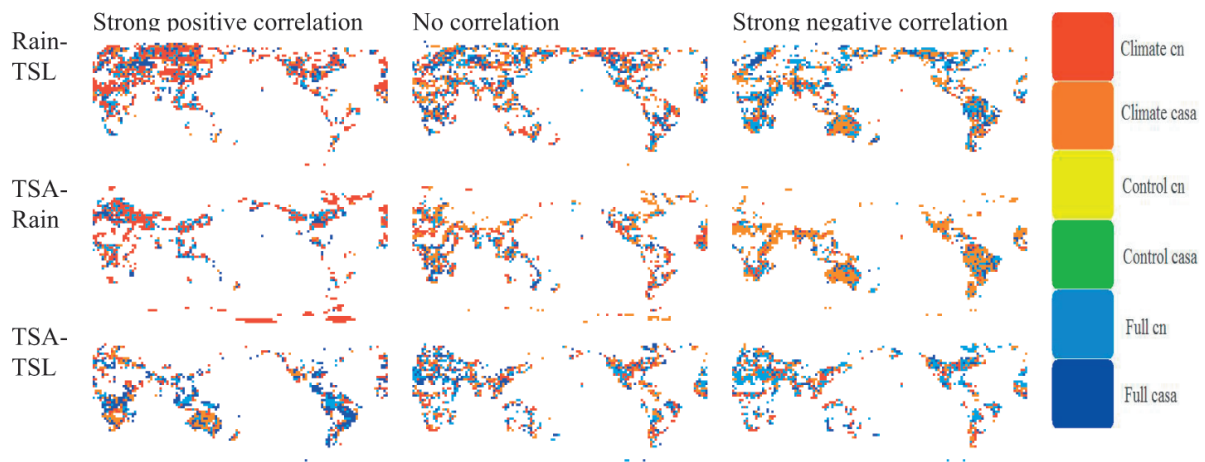 Strong positive correlation
No correlation
Strong negative correlation
Rain-
TSL
TSA-
Rain
TSA-
TSL
Climate cn
Climate casa
Control cn
Control casa
Full cn
Full casa